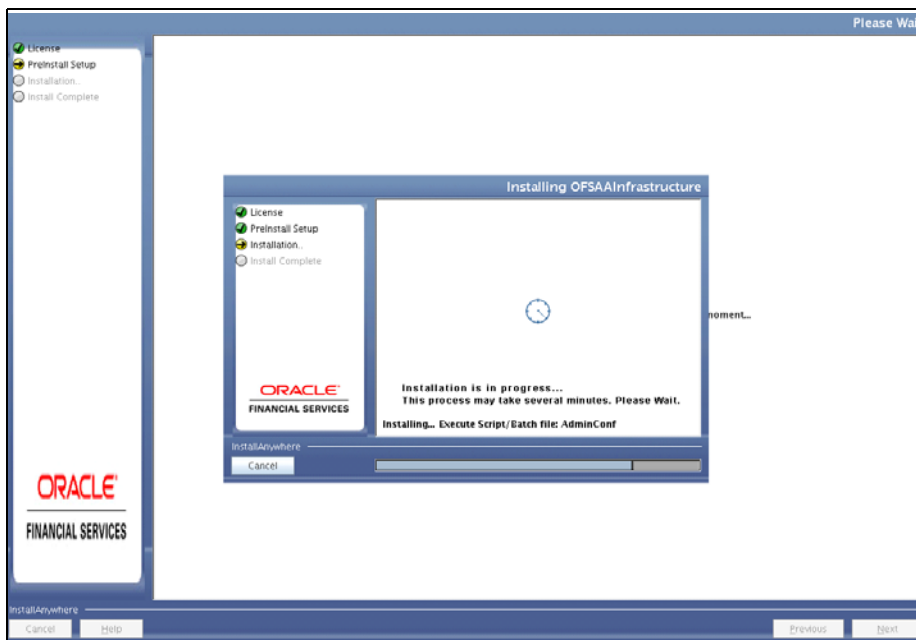 Please Wai
License
PreInstall Setup
Installation..
Install Complete
Installing OFSAAInfrastructure
License
PreInstall Setup
Installation..
Install Complete
moment...
ORACLE
FINANCIAL SERVICES
Installation is in progress...
This process may take several minutes. Please Wait.
Installing... Execute Script/Batch file: AdminConf
InstallAnywhere
Cancel
ORACLE
FINANCIAL SERVICES
InstallAnywhere
Cancel Help Previous Next